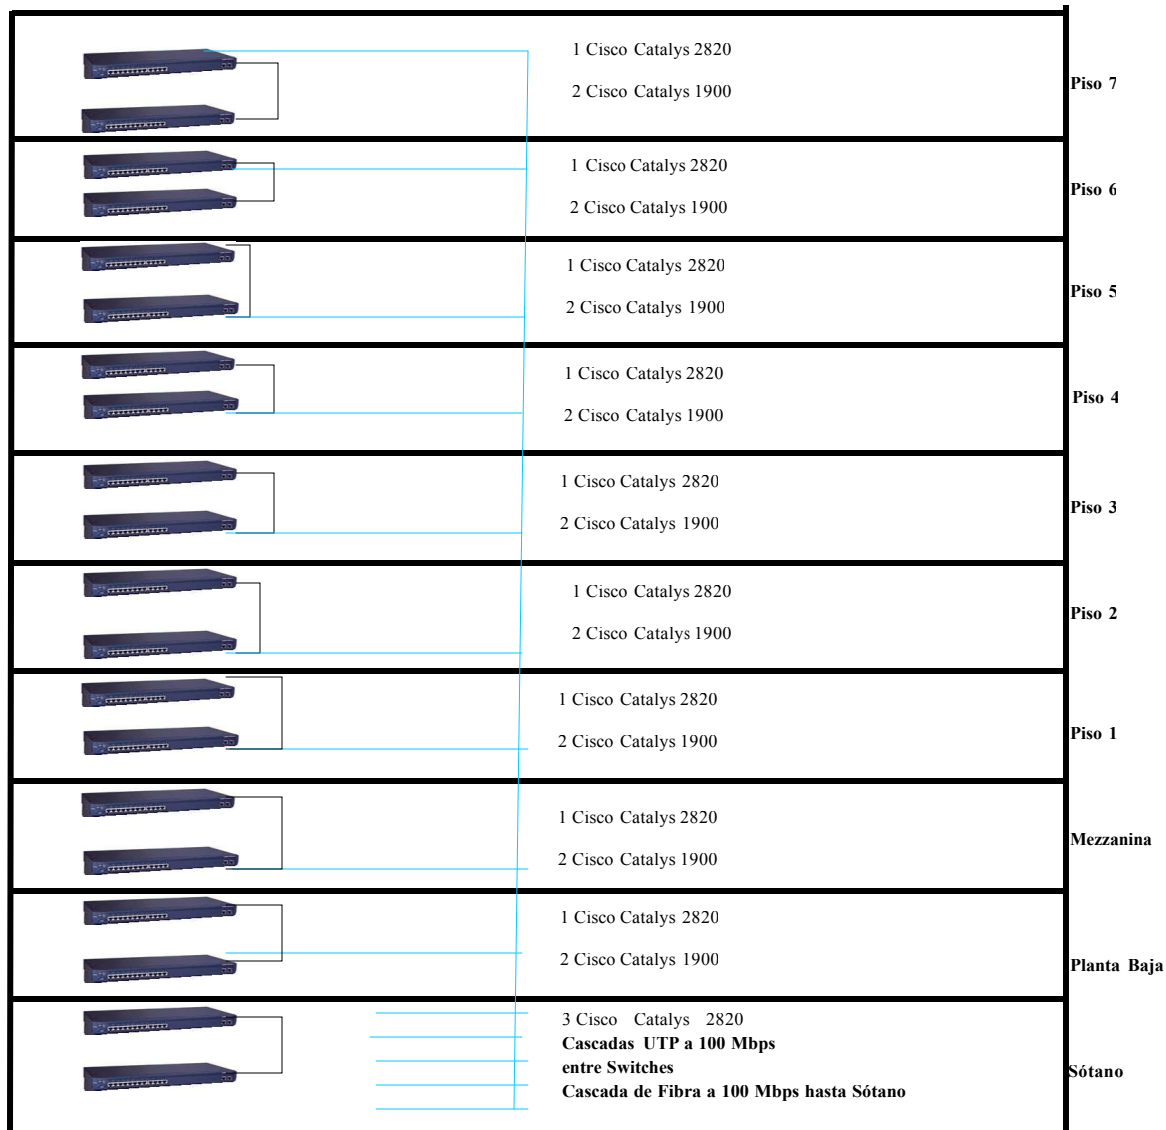 1 Cisco Catalys 2820
2 Cisco Catalys 1900
Piso 7
1 Cisco Catalys 2820
2 Cisco Catalys 1900
Piso 6
1 Cisco Catalys 2820
2 Cisco Catalys 1900
Piso 5
1 Cisco Catalys 2820
2 Cisco Catalys 1900
Piso 4
1 Cisco Catalys 2820
2 Cisco Catalys 1900
Piso 3
1 Cisco Catalys 2820
2 Cisco Catalys 1900
Piso 2
1 Cisco Catalys 2820
2 Cisco Catalys 1900
Piso 1
1 Cisco Catalys 2820
2 Cisco Catalys 1900
Mezzanina
1 Cisco Catalys 2820
2 Cisco Catalys 1900
Planta Baja
3 Cisco Catalys 2820
Cascadas UTP a 100 Mbps
entre Switches
Cascada de Fibra a 100 Mbps hasta Sótano
Sótano